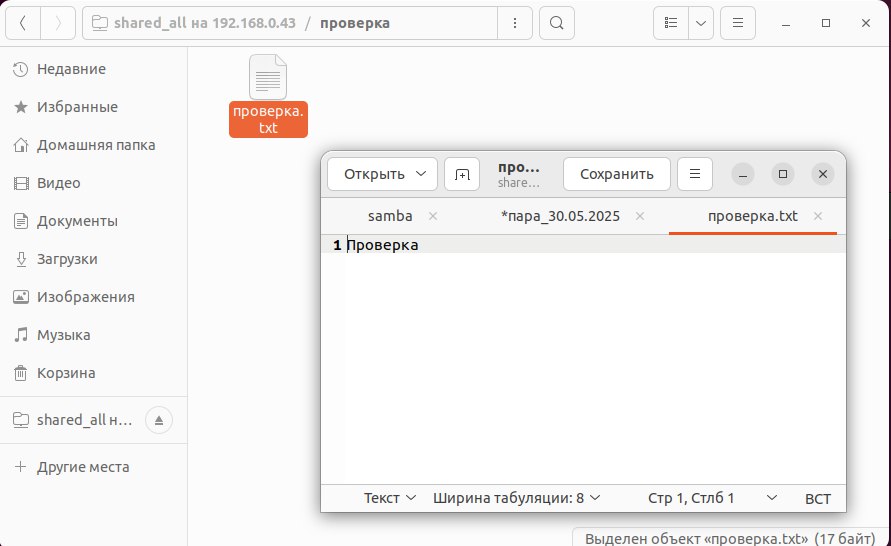 shared_all на 192.168.0.43 / проверка
Недавние
Избранные
Домашняя папка
Видео
Документы
Загрузки
Изображения
Музыка
Корзина
shared_all н...
Другие места
проверка.
txt
Открыть
про...
share...
Сохранить
samba
*пара_30.05.2025
проверка.txt
1 Проверка
Текст
Ширина табуляции: 8
Стр 1, Стлб 1
ВСТ
Выделен объект «проверка.txt» (17 байт)